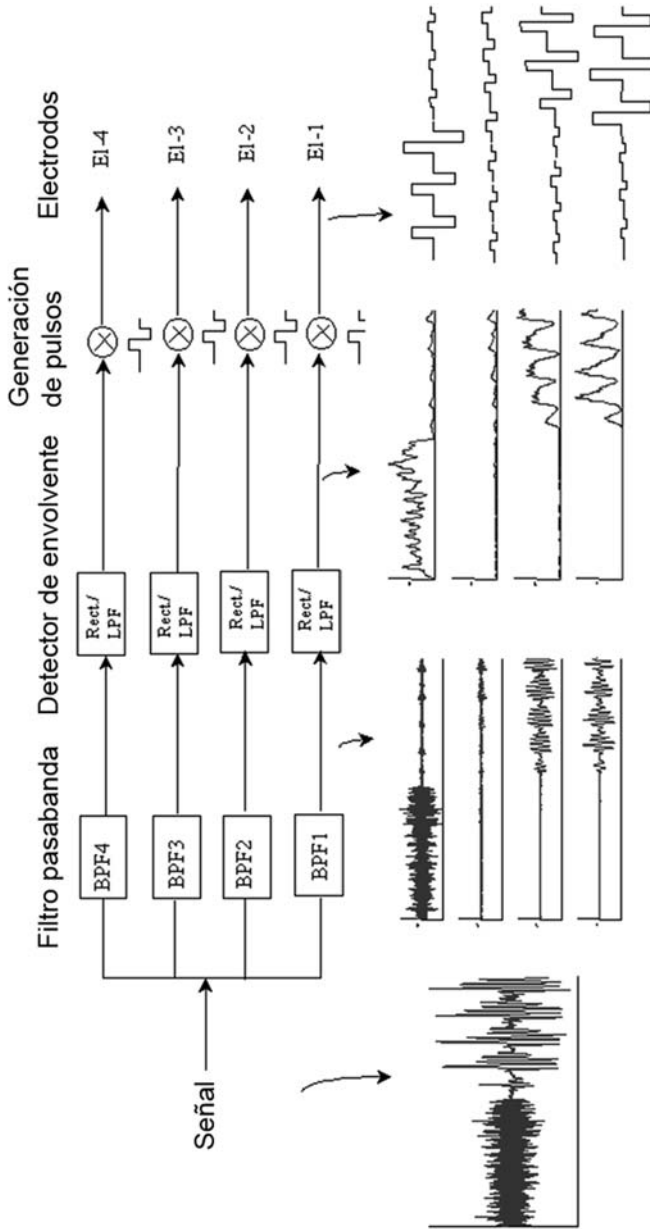 Señal
Filtro pasabanda
Detector de envolvente
Generación
de pulsos
Electrodos
BPF4
Rect./
LPF
El-4
BPF3
Rect./
LPF
El-3
BPF2
Rect./
LPF
El-2
BPF1
Rect./
LPF
El-1